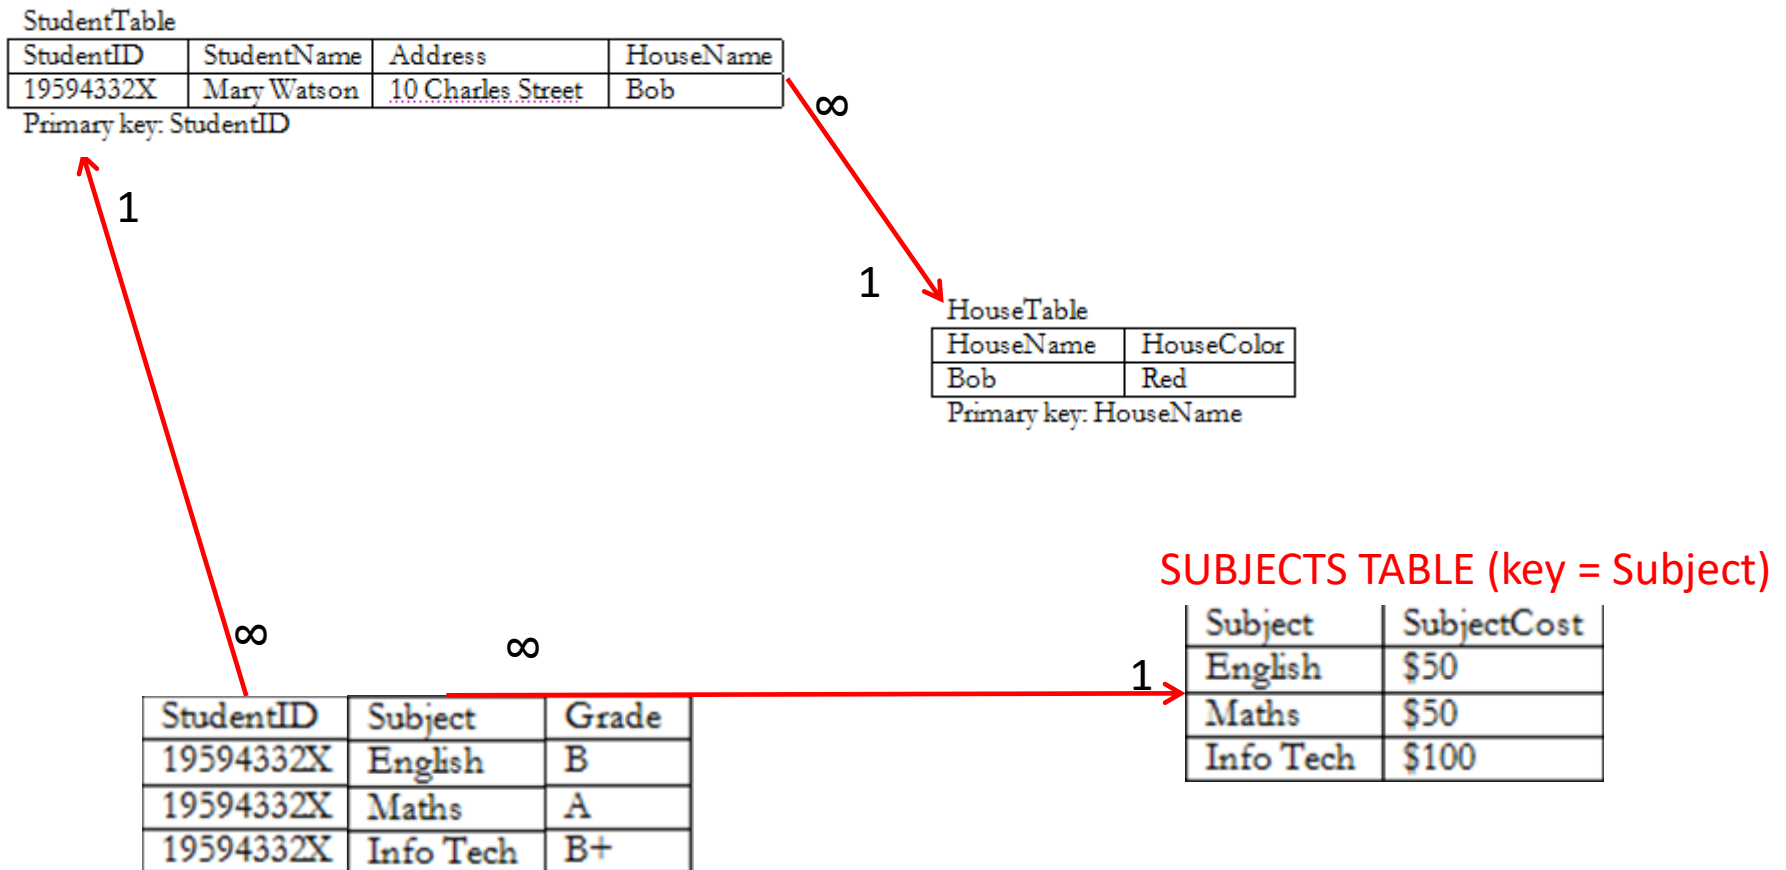 StudentTable
StudentID StudentName Address HouseName
19594332X Mary Watson 10 Charles Street Bob
Primary key: StudentID
∞
1
1
HouseTable
HouseName HouseColor
Bob Red
Primary key: HouseName
SUBJECTS TABLE (key = Subject)
Subject SubjectCost
English $50
Maths $50
Info Tech $100
∞ ∞
1
StudentID Subject Grade
19594332X English B
19594332X Maths A
19594332X Info Tech B+